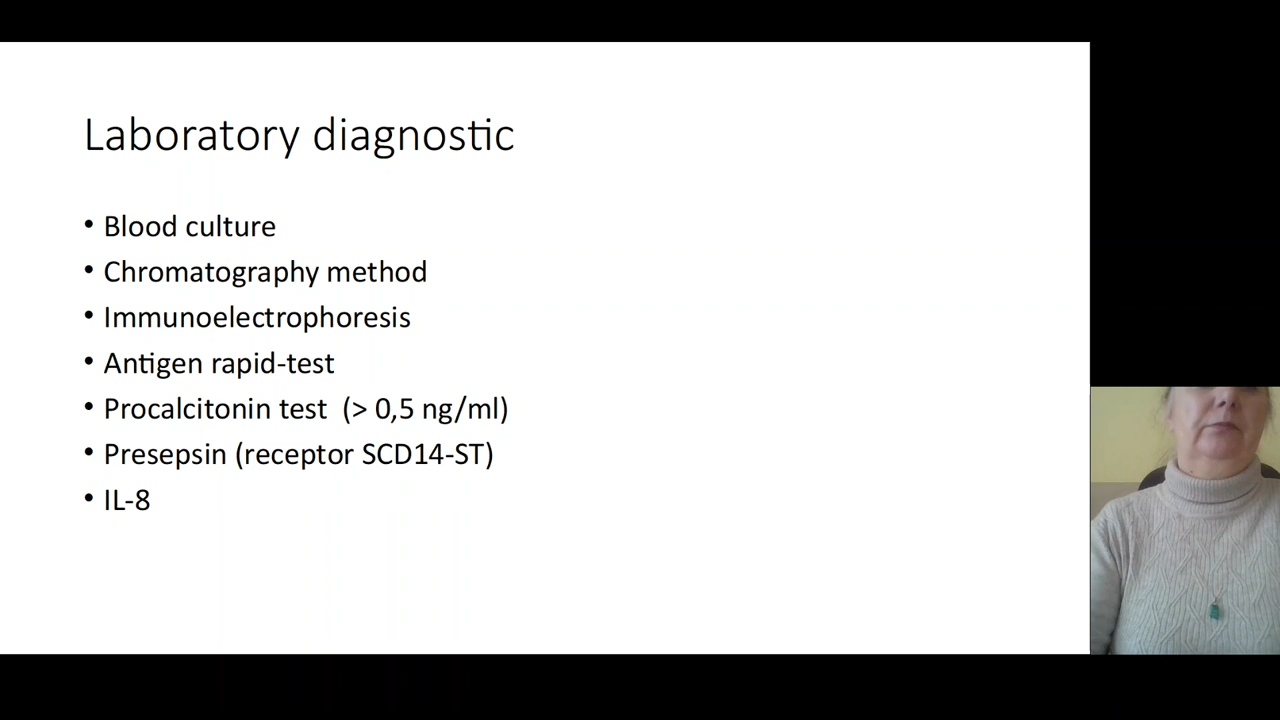 Laboratory diagnostic
• Blood culture
• Chromatography method
• Immunoelectrophoresis
• Antigen rapid-test
• Procalcitonin test  (> 0,5 ng/ml)
• Presepsin (receptor SCD14-ST)
• IL-8